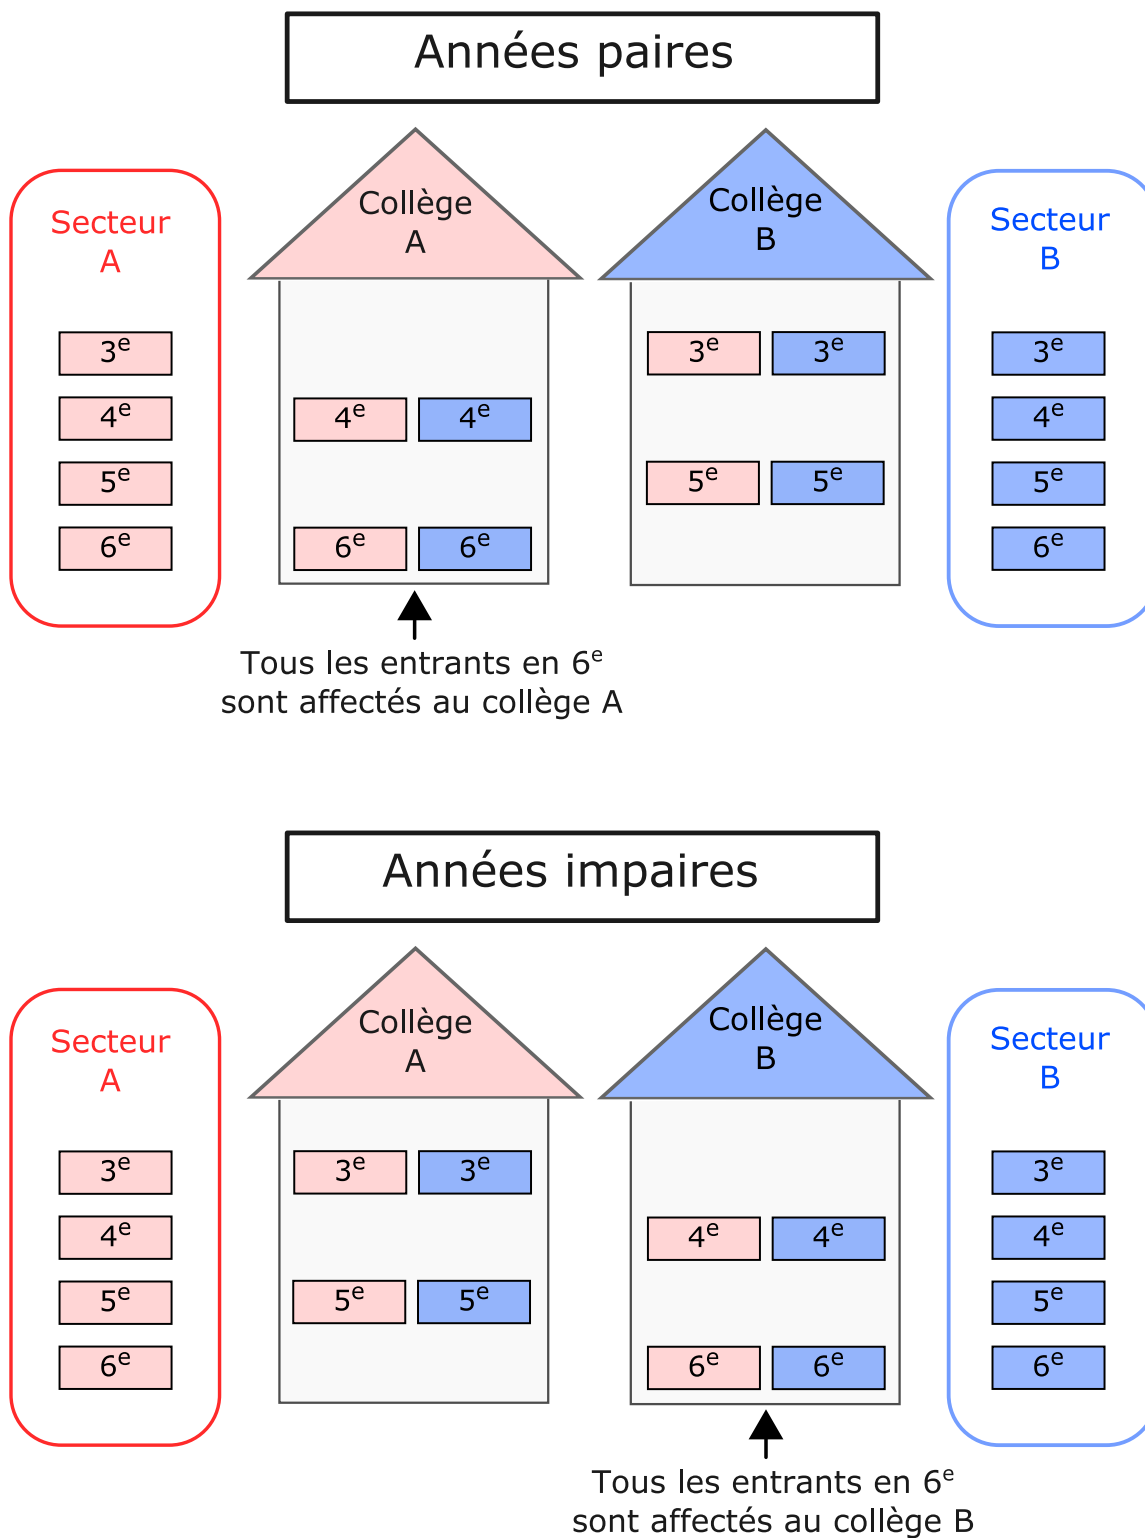 Années paires
Secteur
A
3e
4e
5e
6e
Collège
A
4e 4e
6e 6e
Collège
B
3e 3e
5e 5e
Secteur
B
3e
4e
5e
6e
Tous les entrants en 6e
sont affectés au collège A
Années impaires
Secteur
A
3e
4e
5e
6e
Collège
A
3e 3e
5e 5e
Collège
B
4e 4e
6e 6e
Secteur
B
3e
4e
5e
6e
Tous les entrants en 6e
sont affectés au collège B